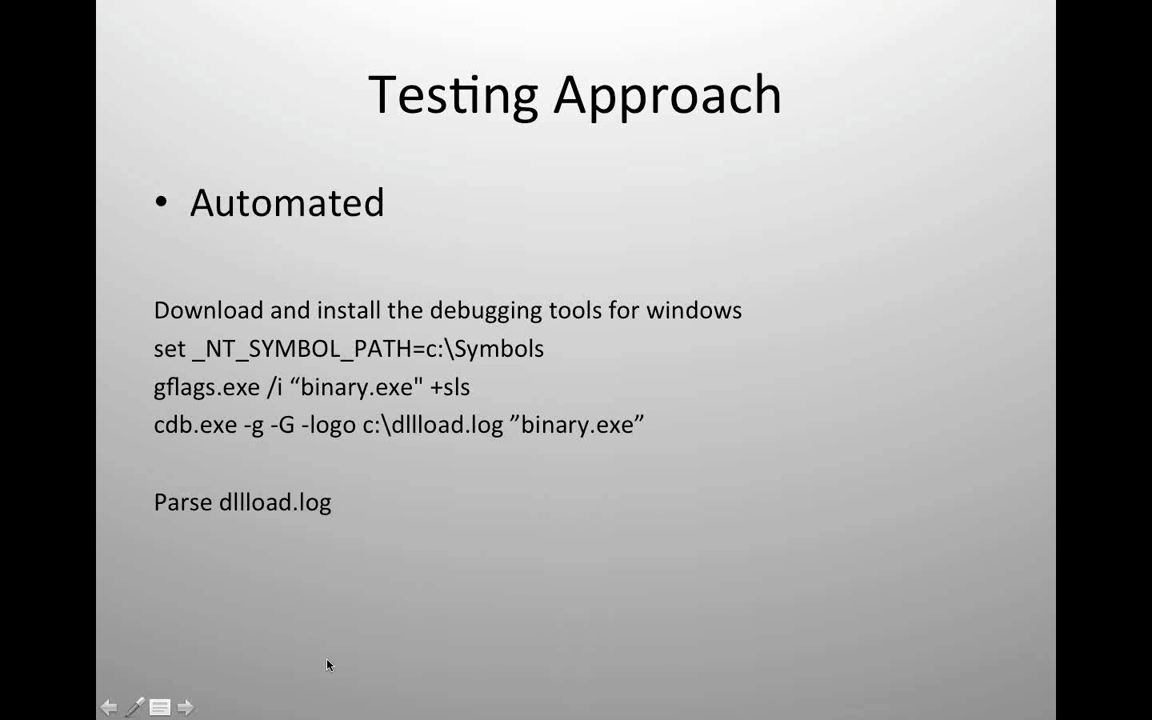 Testing Approach
• Automated
Download and install the debugging tools for windows
set _NT_SYMBOL_PATH=c:\Symbols
gflags.exe /i “binary.exe" +sls
cdb.exe -g -G -logo c:\dllload.log ”binary.exe”
Parse dllload.log